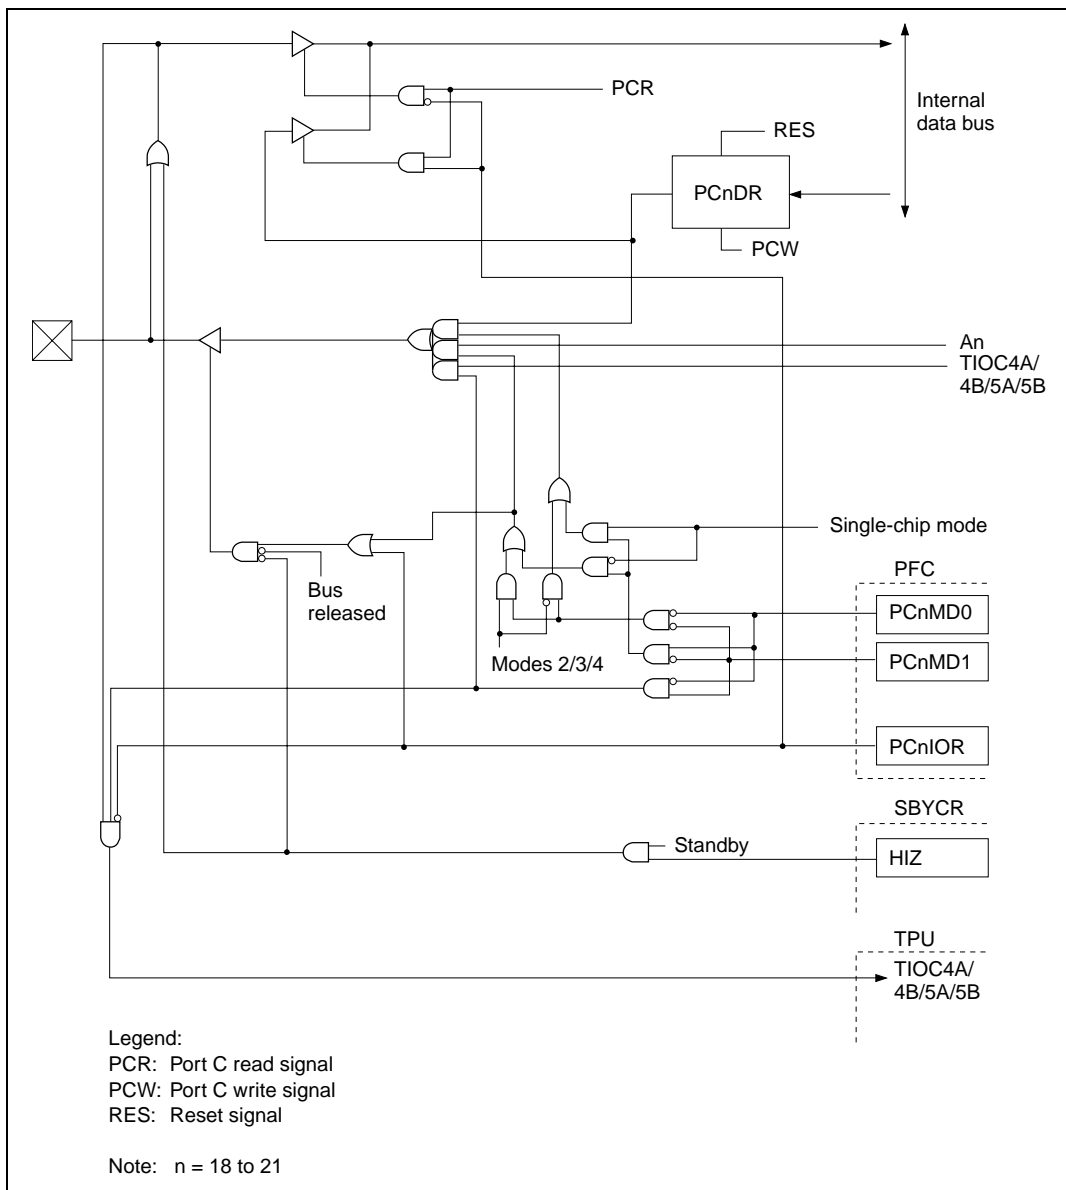 PCR
Internal
data bus
RES
PCnDR
PCW
An
TIOC4A/
4B/5A/5B
Single-chip mode
PFC
Bus
released
PCnMD0
Modes 2/3/4
PCnMD1
PCnIOR
SBYCR
Standby
HIZ
TPU
TIOC4A/
4B/5A/5B
Legend:
PCR: Port C read signal
PCW: Port C write signal
RES: Reset signal
Note: n = 18 to 21